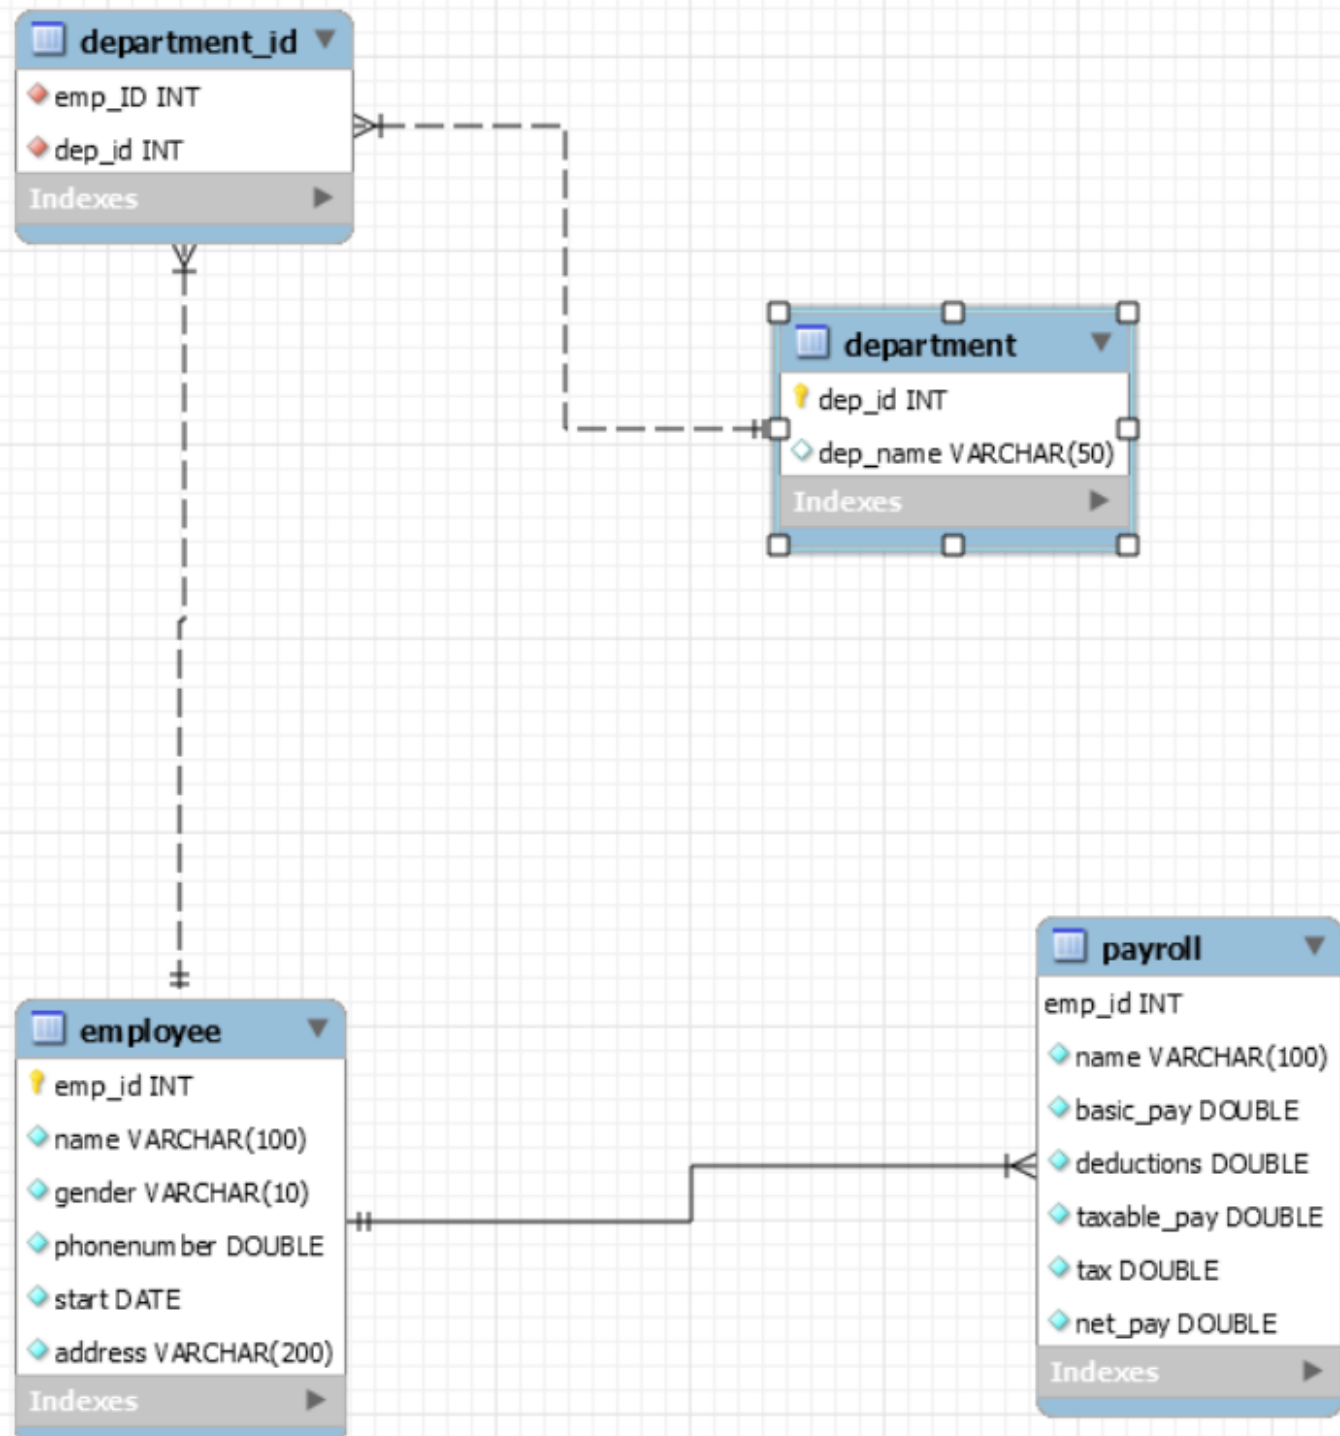 department_id
emp_ID INT
dep_id INT
Indexes
department
dep_id INT
dep_name VARCHAR(50)
Indexes
employee
emp_id INT
name VARCHAR(100)
gender VARCHAR(10)
phonenumber DOUBLE
start DATE
address VARCHAR(200)
Indexes
payroll
emp_id INT
name VARCHAR(100)
basic_pay DOUBLE
deductions DOUBLE
taxable_pay DOUBLE
tax DOUBLE
net_pay DOUBLE
Indexes